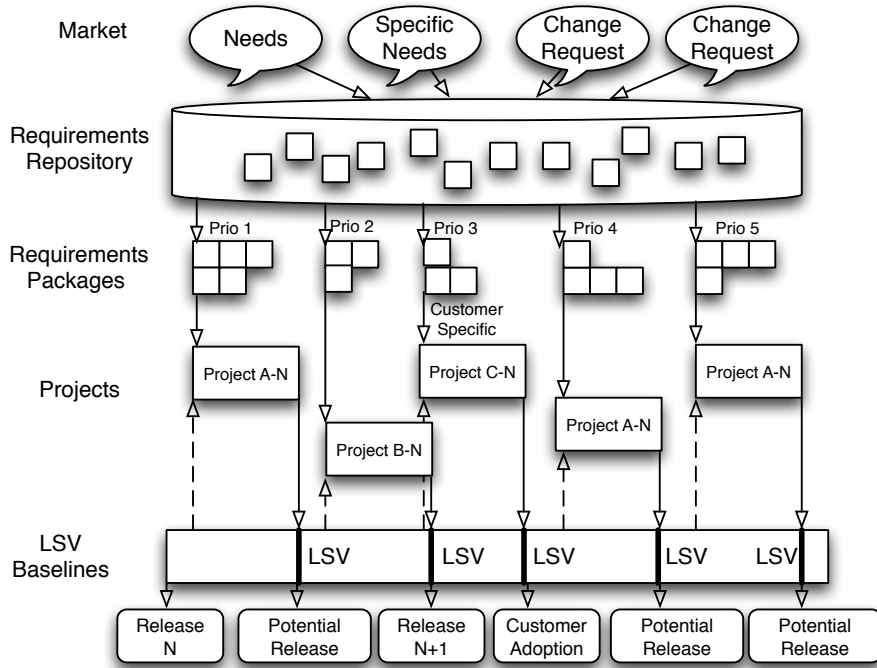 Market
Needs
Specific
Needs
Change
Request
Change
Request
Requirements
Repository
Prio 1
Prio 2
Prio 3
Prio 4
Prio 5
Requirements
Packages
Customer
Specific
Projects
Project A-N
Project C-N
Project A-N
Project A-N
Project B-N
LSV
Baselines
LSV
LSV
LSV
LSV
LSV
Release
N
Potential
Release
Release
N+1
Customer
Adoption
Potential
Release
Potential
Release